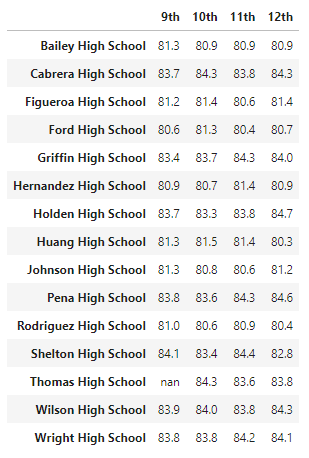 9th 10th 11th 12th
Bailey High School 81.3 80.9 80.9 80.9
Cabrera High School 83.7 84.3 83.8 84.3
Figueroa High School 81.2 81.4 80.6 81.4
Ford High School 80.6 81.3 80.4 80.7
Griffin High School 83.4 83.7 84.3 84.0
Hernandez High School 80.9 80.7 81.4 80.9
Holden High School 83.7 83.3 83.8 84.7
Huang High School 81.3 81.5 81.4 80.3
Johnson High School 81.3 80.8 80.6 81.2
Pena High School 83.8 83.6 84.3 84.6
Rodriguez High School 81.0 80.6 80.9 80.4
Shelton High School 84.1 83.4 84.4 82.8
Thomas High School nan 84.3 83.6 83.8
Wilson High School 83.9 84.0 83.8 84.3
Wright High School 83.8 83.8 84.2 84.1